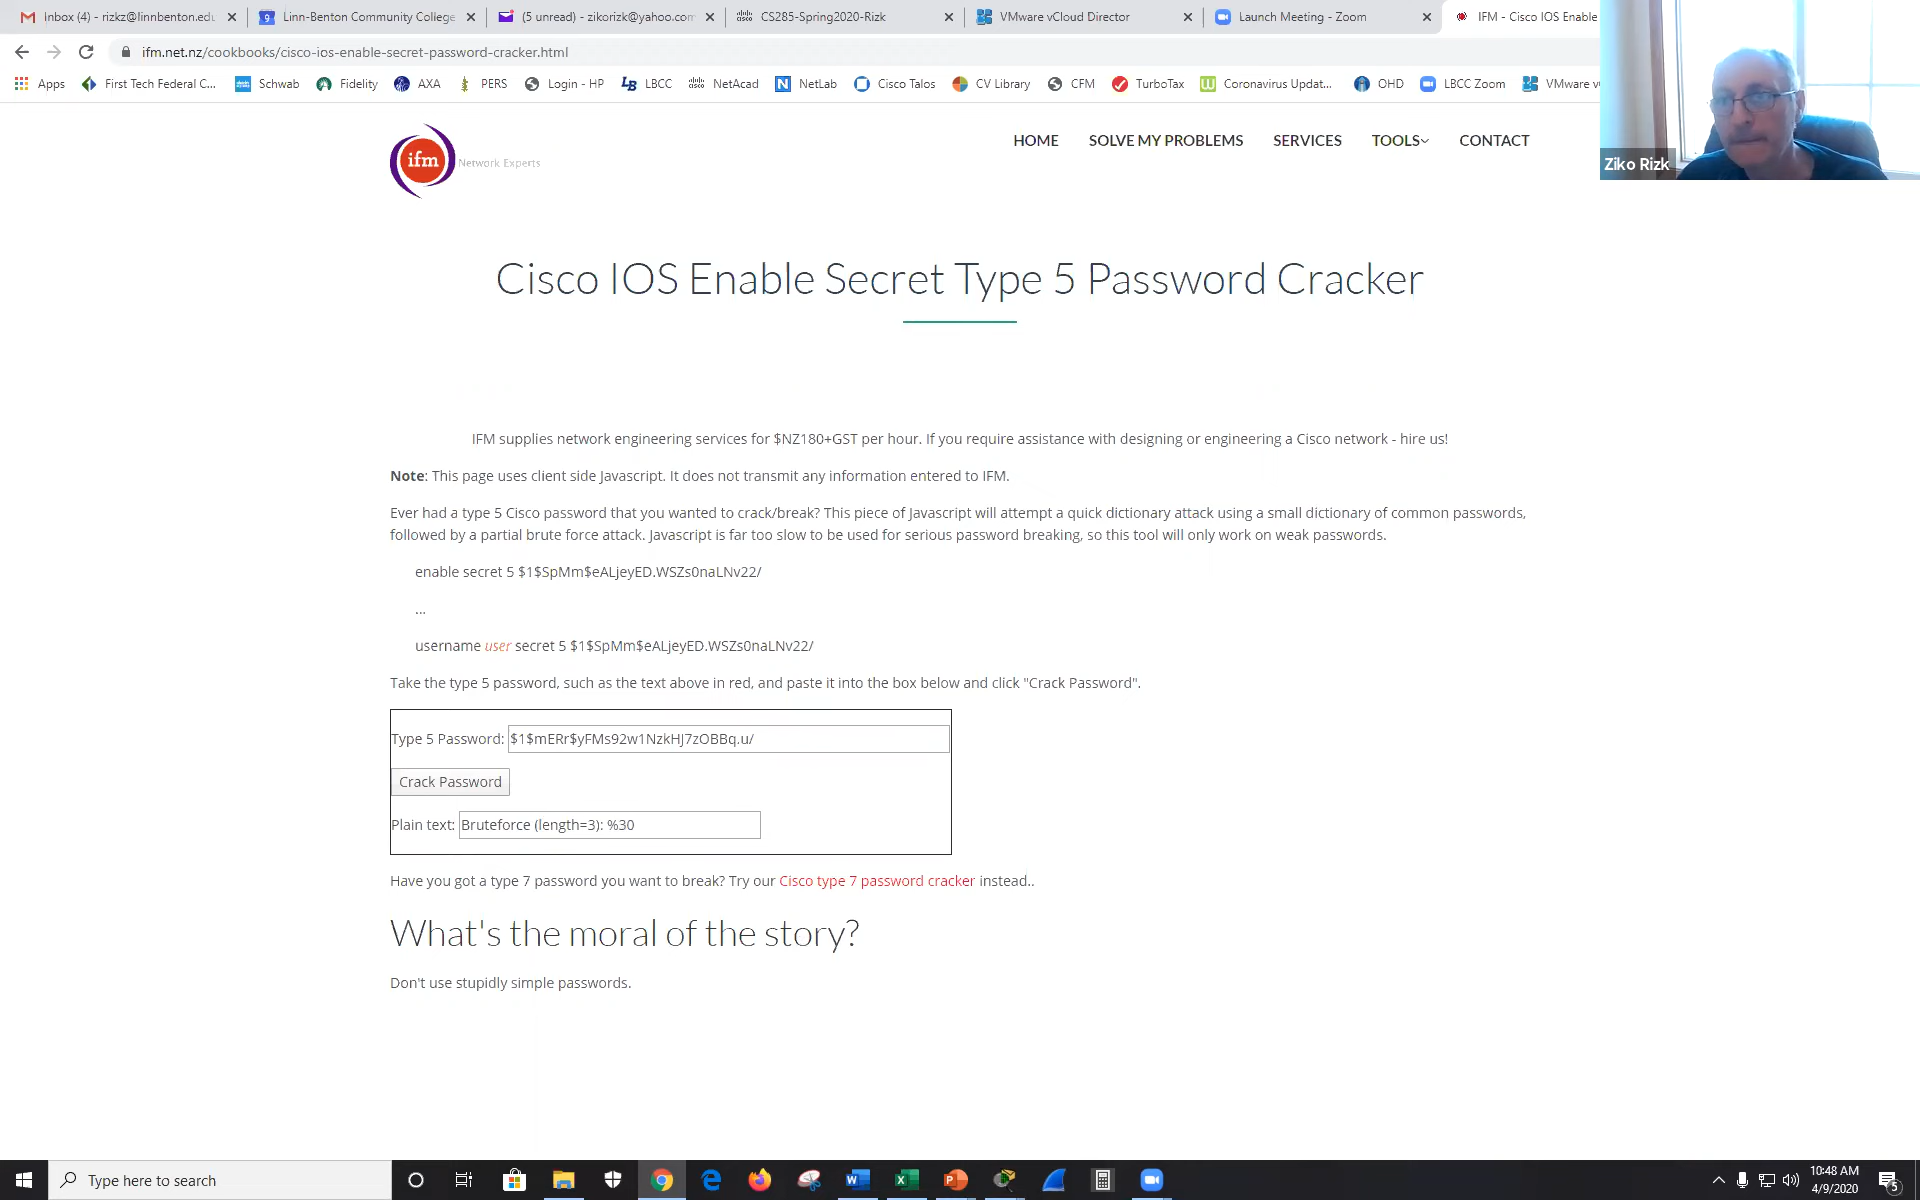 Inbox (4) - rizkz@linnbenton.edu
Linn-Benton Community College
(5 unread) - zikorizk@yahoo.com
CS285-Spring2020-Rizk
VMware vCloud Director
Launch Meeting - Zoom
IFM - Cisco IOS Enable
ifm.net.nz/cookbooks/cisco-ios-enable-secret-password-cracker.html
Apps
First Tech Federal C...
Schwab
Fidelity
AXA
PERS
Login - HP
LBCC
NetAcad
NetLab
Cisco Talos
CV Library
CFM
TurboTax
Coronavirus Updat...
OHD
LBCC Zoom
VMware v
Ziko Rizk
ifm Network Experts
HOME
SOLVE MY PROBLEMS
SERVICES
TOOLS
CONTACT
Cisco IOS Enable Secret Type 5 Password Cracker
IFM supplies network engineering services for $NZ180+GST per hour. If you require assistance with designing or engineering a Cisco network - hire us!
Note: This page uses client side Javascript. It does not transmit any information entered to IFM.
Ever had a type 5 Cisco password that you wanted to crack/break? This piece of Javascript will attempt a quick dictionary attack using a small dictionary of common passwords,
followed by a partial brute force attack. Javascript is far too slow to be used for serious password breaking, so this tool will only work on weak passwords.
enable secret 5 $1$SpMm$eALjeyED.WSZs0naLNv22/
...
username user secret 5 $1$SpMm$eALjeyED.WSZs0naLNv22/
Take the type 5 password, such as the text above in red, and paste it into the box below and click "Crack Password".
Type 5 Password: $1$mERr$yFMs92w1NzkHJ7zOBBq.u/
Crack Password
Plain text: Bruteforce (length=3): %30
Have you got a type 7 password you want to break? Try our Cisco type 7 password cracker instead..
What's the moral of the story?
Don't use stupidly simple passwords.
Type here to search
10:48 AM
4/9/2020
5